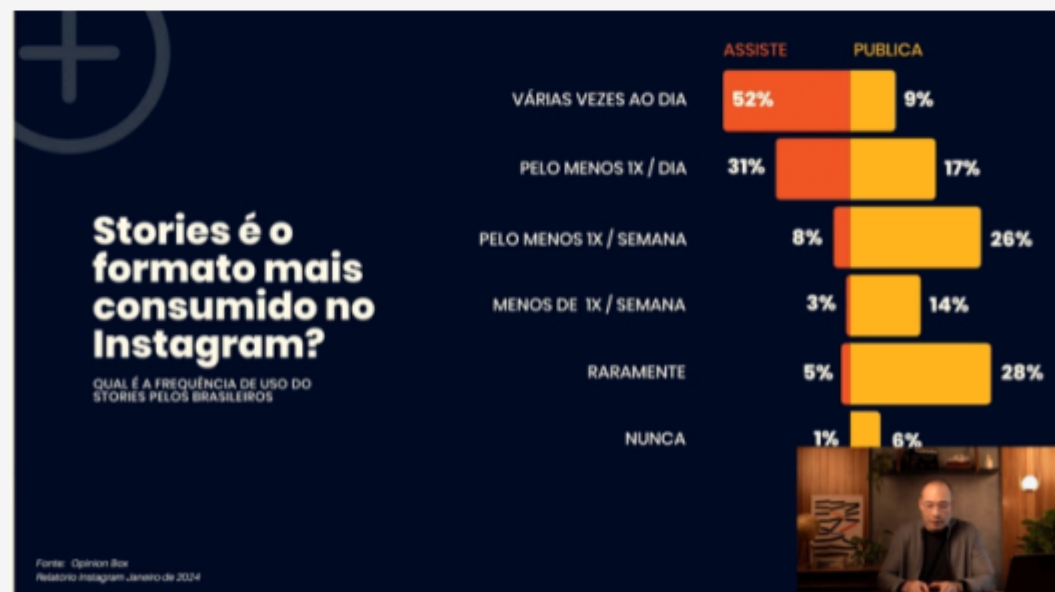 ASSISTE PUBLICA
VÁRIAS VEZES AO DIA 52% 9%
PELO MENOS 1X / DIA 31% 17%
PELO MENOS 1X / SEMANA 8% 26%
MENOS DE 1X / SEMANA 3% 14%
RARAMENTE 5% 28%
NUNCA 1% 6%
Stories é o
formato mais
consumido no
Instagram?
QUAL É A FREQUÊNCIA DE USO DO
STORIES PELOS BRASILEIROS
Fonte: Opinion Box
Relatório Instagram Janeiro de 2024